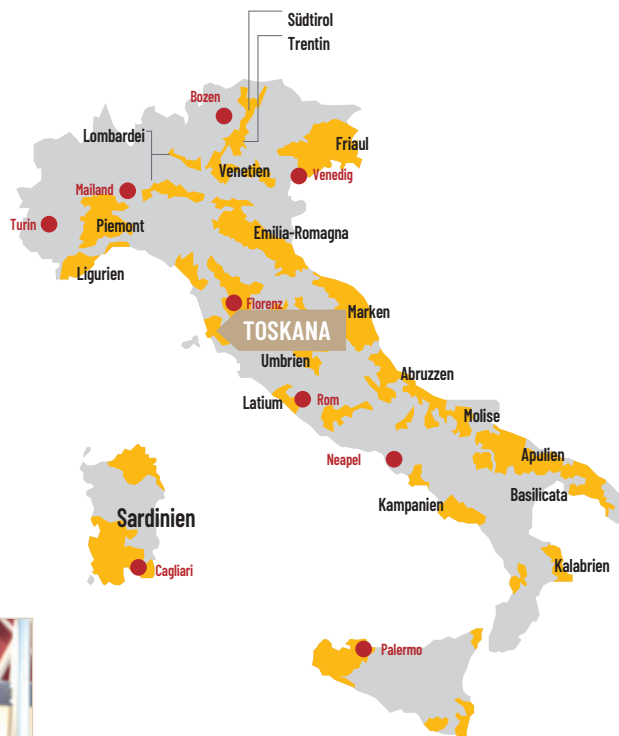 Südtirol
Trentin
Bozen
Lombardei
Friaul
Venetien
Venedig
Mailand
Turin
Piemont
Emilia-Romagna
Ligurien
Florenz
Marken
TOSKANA
Umbrien
Abruzzen
Latium
Rom
Molise
Neapel
Apulien
Basilicata
Kampanien
Sardinien
Kalabrien
Cagliari
Palermo